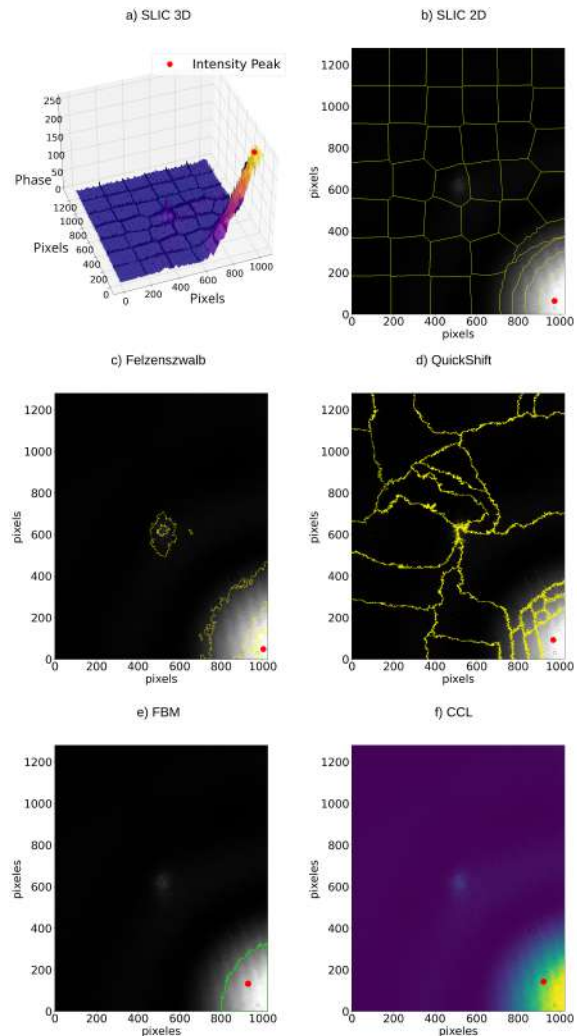 a) SLIC 3D
Intensity Peak
250
200
150
100
50
0
Phase
1200
1000
800
600
400
200
0
Pixels
0
200
400
600
800
1000
Pixels
b) SLIC 2D
1200
1000
800
600
400
200
0
pixels
0 200 400 600 800 1000
pixels
c) Felzenszwalb
1200
1000
800
600
400
200
0
pixels
0 200 400 600 800 1000
pixels
d) QuickShift
1200
1000
800
600
400
200
0
pixels
0 200 400 600 800 1000
pixels
e) FBM
1200
1000
800
600
400
200
0
pixeles
0 200 400 600 800 1000
pixeles
f) CCL
1200
1000
800
600
400
200
0
pixeles
0 200 400 600 800 1000
pixeles